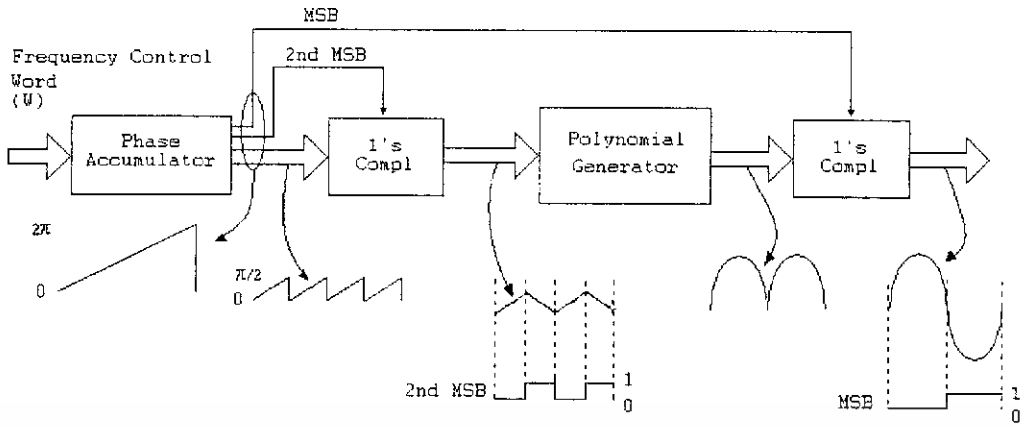 MSB
2nd MSB
Frequency Control
Word
(W)
Phase
Accumulator
1's
Compl
Polynomial
Generator
1's
Compl
2π
0
π/2
0
2nd MSB
1
0
MSB
1
0